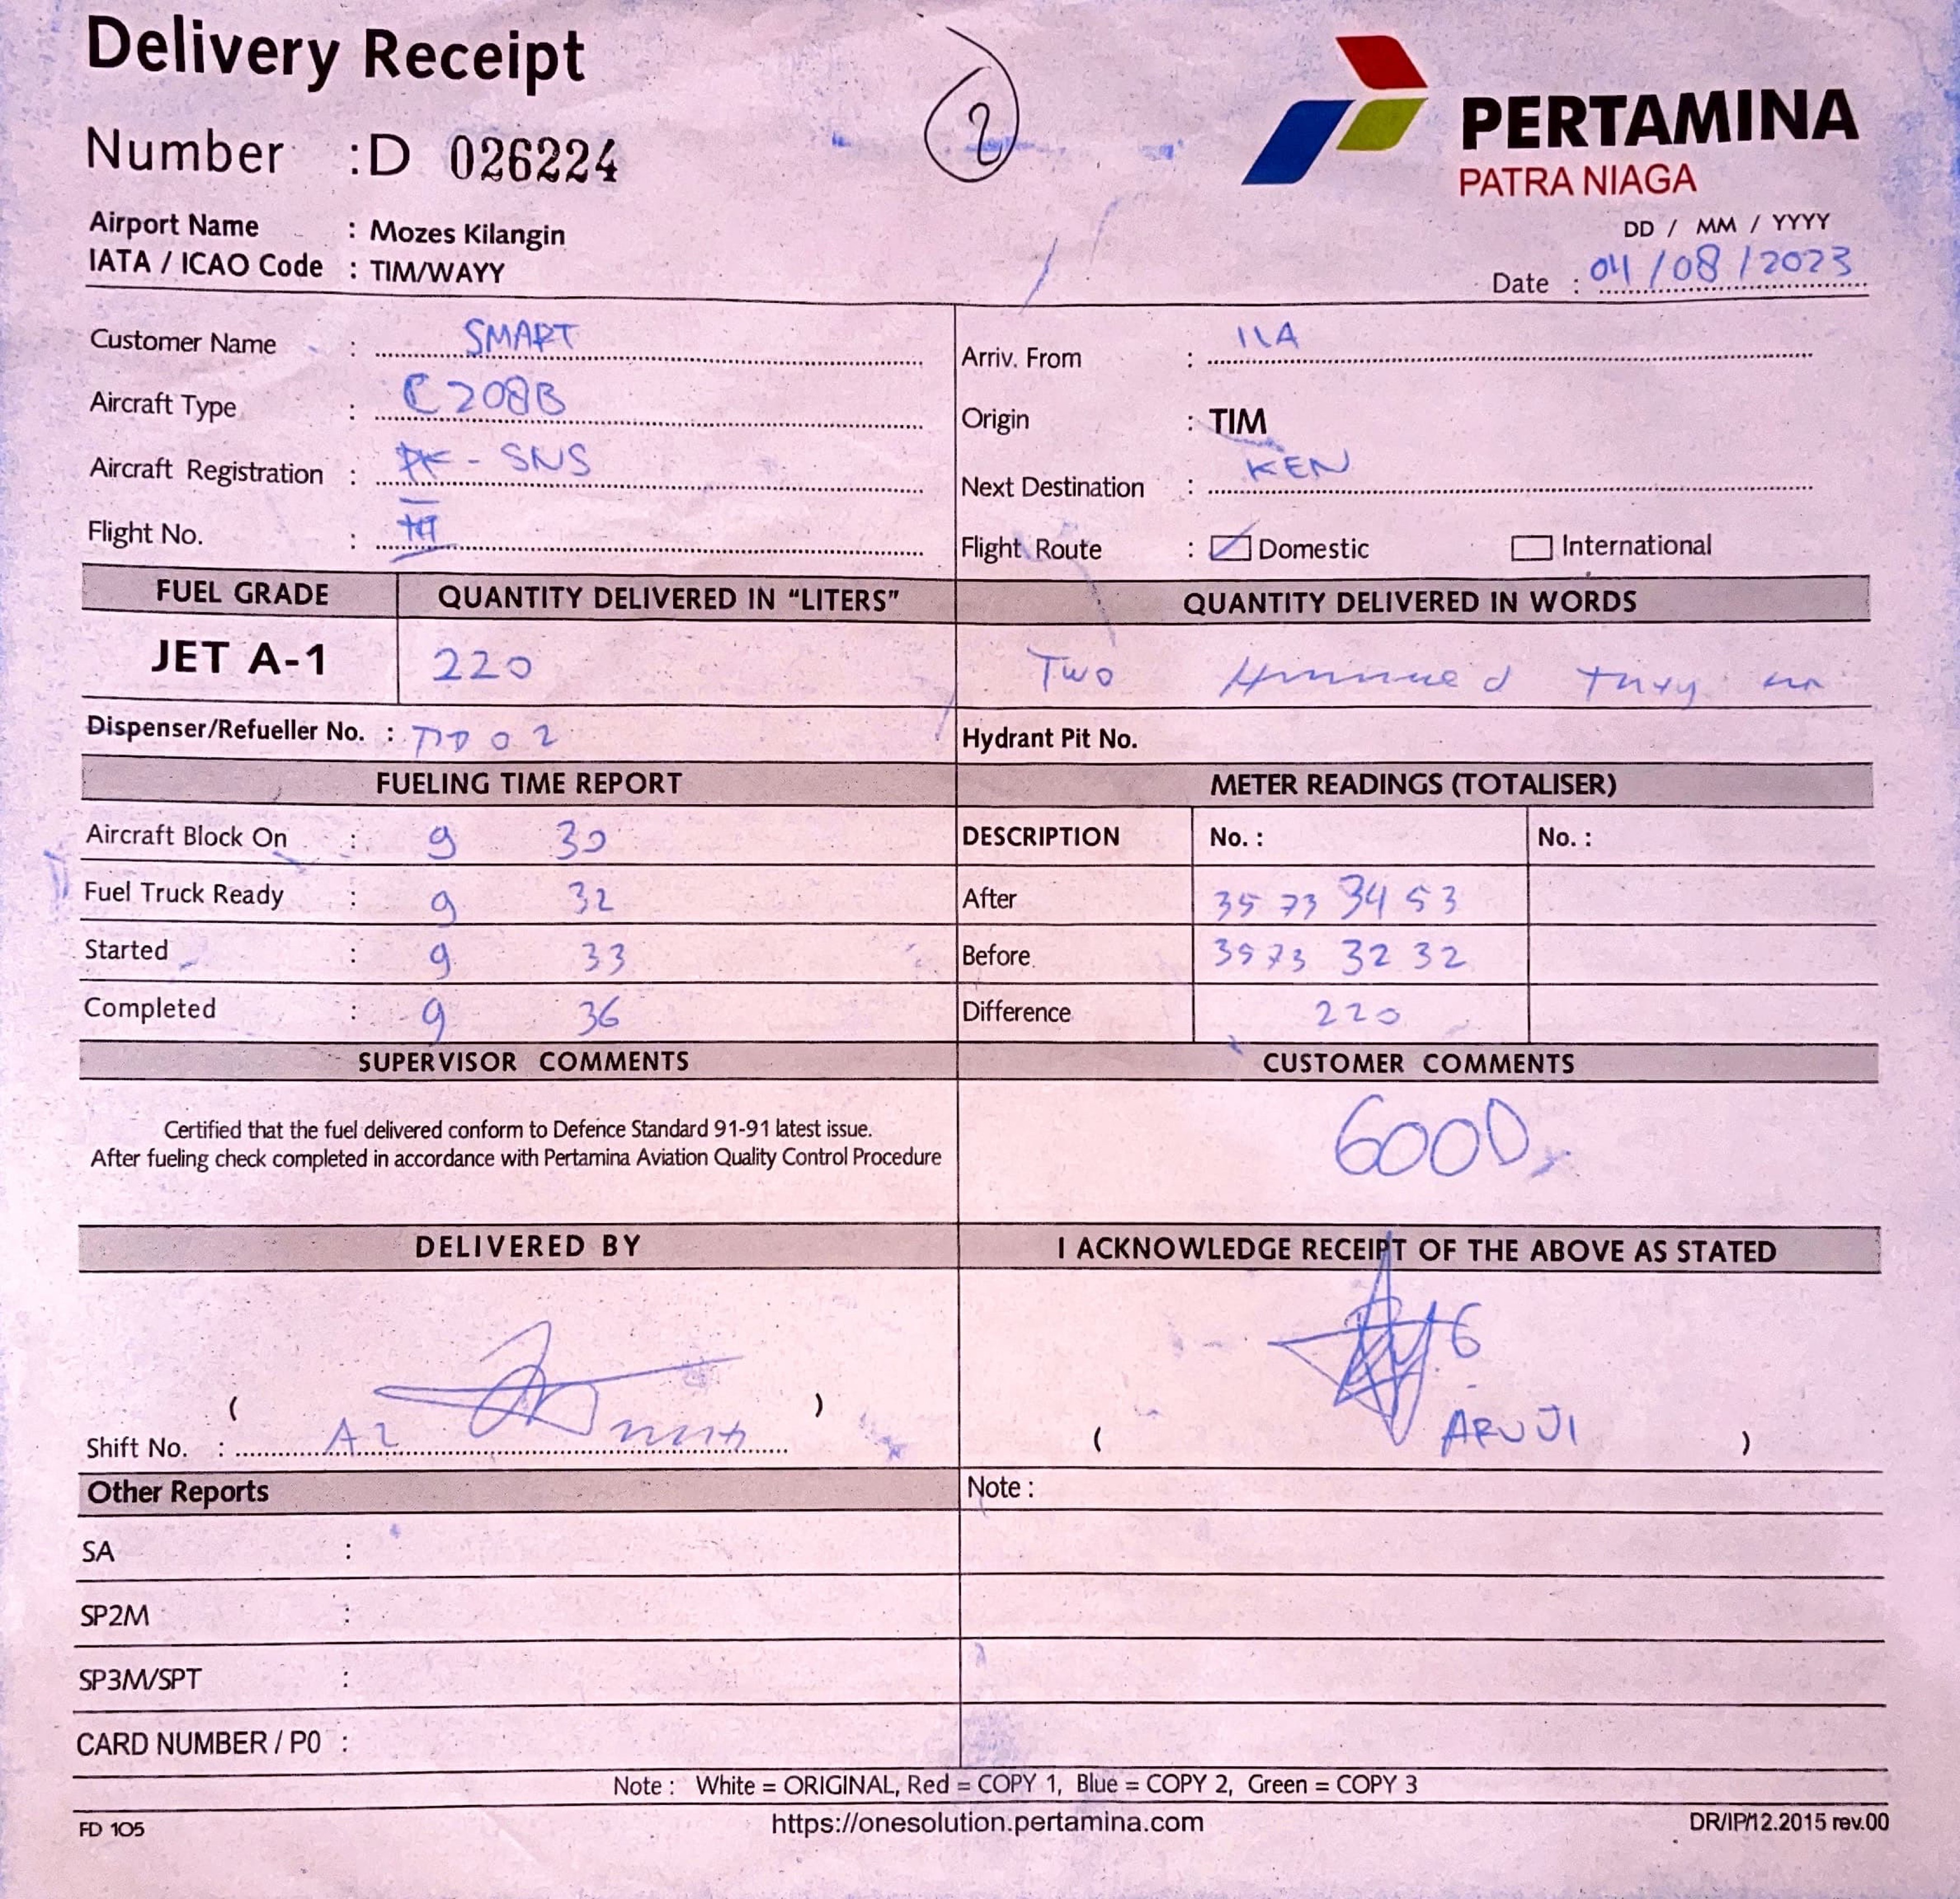 Delivery Receipt
2
PERTAMINA
PATRA NIAGA
Number :D 026224
Airport Name : Mozes Kilangin
IATA / ICAO Code : TIM/WAYY
DD / MM / YYYY
Date : 04/08/2023
Customer Name : SMART
Arriv. From : ILA
Aircraft Type : C208B
Origin : TIM
Aircraft Registration : PK - SNS
Next Destination : KEN
Flight No. : III
Flight Route : Domestic International
FUEL GRADE QUANTITY DELIVERED IN "LITERS" QUANTITY DELIVERED IN WORDS
JET A-1 220 Two
Dispenser/Refueller No. : 02 Hydrant Pit No.
FUELING TIME REPORT METER READINGS (TOTALISER)
Aircraft Block On : 9 30 DESCRIPTION No. : No. :
Fuel Truck Ready : 9 32 After 35 73 34 53
Started : 9 33 Before 3573 32 32
Completed : 9 36 Difference 220
SUPERVISOR COMMENTS CUSTOMER COMMENTS
Certified that the fuel delivered conform to Defence Standard 91-91 latest issue.
After fueling check completed in accordance with Pertamina Aviation Quality Control Procedure
GOOD
DELIVERED BY I ACKNOWLEDGE RECEIPT OF THE ABOVE AS STATED
( )
Shift No. : A2
( ARUJI )
Other Reports Note :
SA :
SP2M :
SP3M/SPT :
CARD NUMBER / PO :
Note : White = ORIGINAL, Red = COPY 1, Blue = COPY 2, Green = COPY 3
FD 105 https://onesolution.pertamina.com DR/IP/12.2015 rev.00